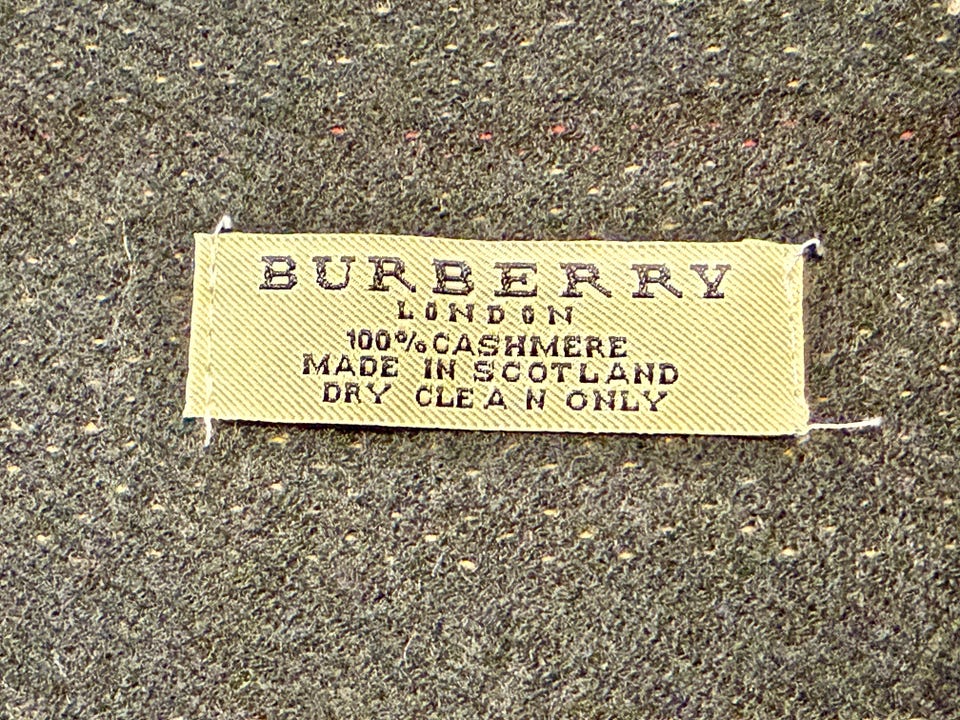 BURBERRY
LONDON
100% CASHMERE
MADE IN SCOTLAND
DRY CLEAN ONLY